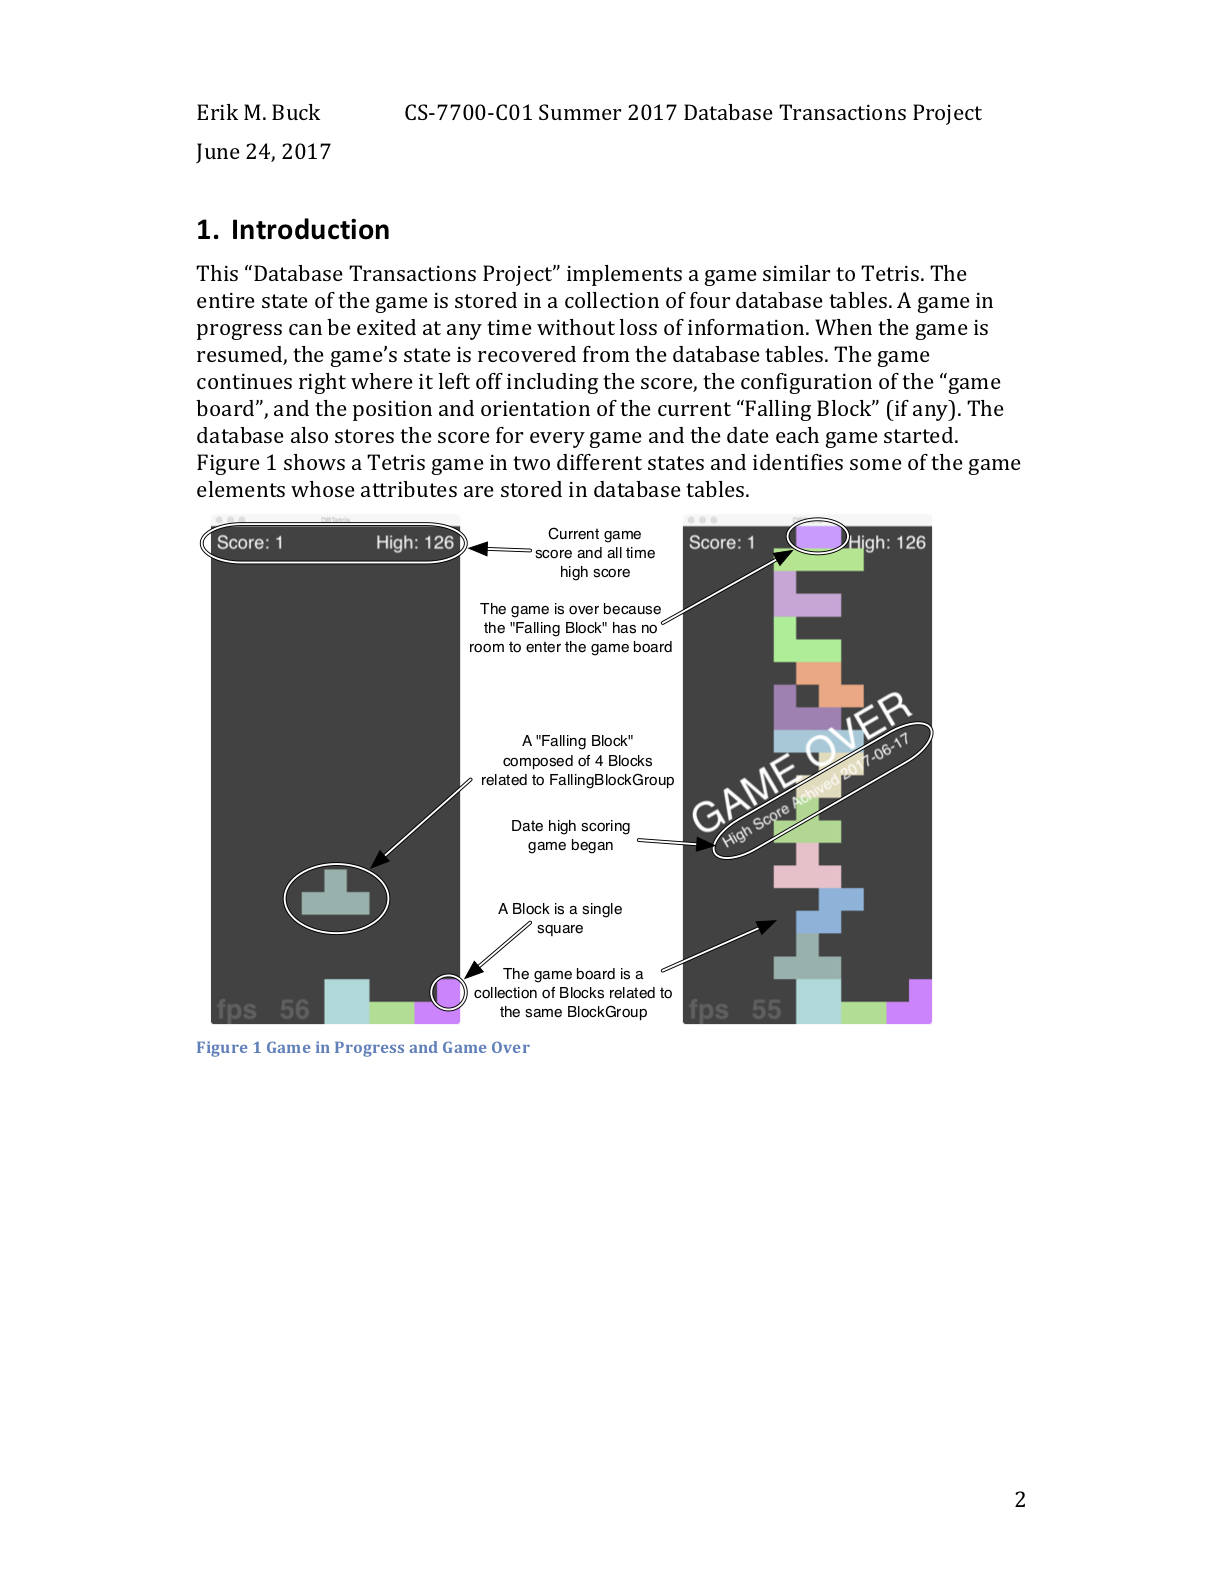 Erik M. Buck CS-7700-C01 Summer 2017 Database Transactions Project
June 24, 2017
1. Introduction
This “Database Transactions Project” implements a game similar to Tetris. The
entire state of the game is stored in a collection of four database tables. A game in
progress can be exited at any time without loss of information. When the game is
resumed, the game’s state is recovered from the database tables. The game
continues right where it left off including the score, the configuration of the “game
board”, and the position and orientation of the current “Falling Block” (if any). The
database also stores the score for every game and the date each game started.
Figure 1 shows a Tetris game in two different states and identifies some of the game
elements whose attributes are stored in database tables.
DBTetris
Score: 1 High: 126
Current game
score and all time
high score
The game is over because
the "Falling Block" has no
room to enter the game board
A "Falling Block"
composed of 4 Blocks
related to FallingBlockGroup
Date high scoring
game began
A Block is a single
square
The game board is a
collection of Blocks related to
the same BlockGroup
fps 56
Score: 1 High: 126
GAME OVER
High Score Achived 2017-06-17
fps 55
Figure 1 Game in Progress and Game Over
2